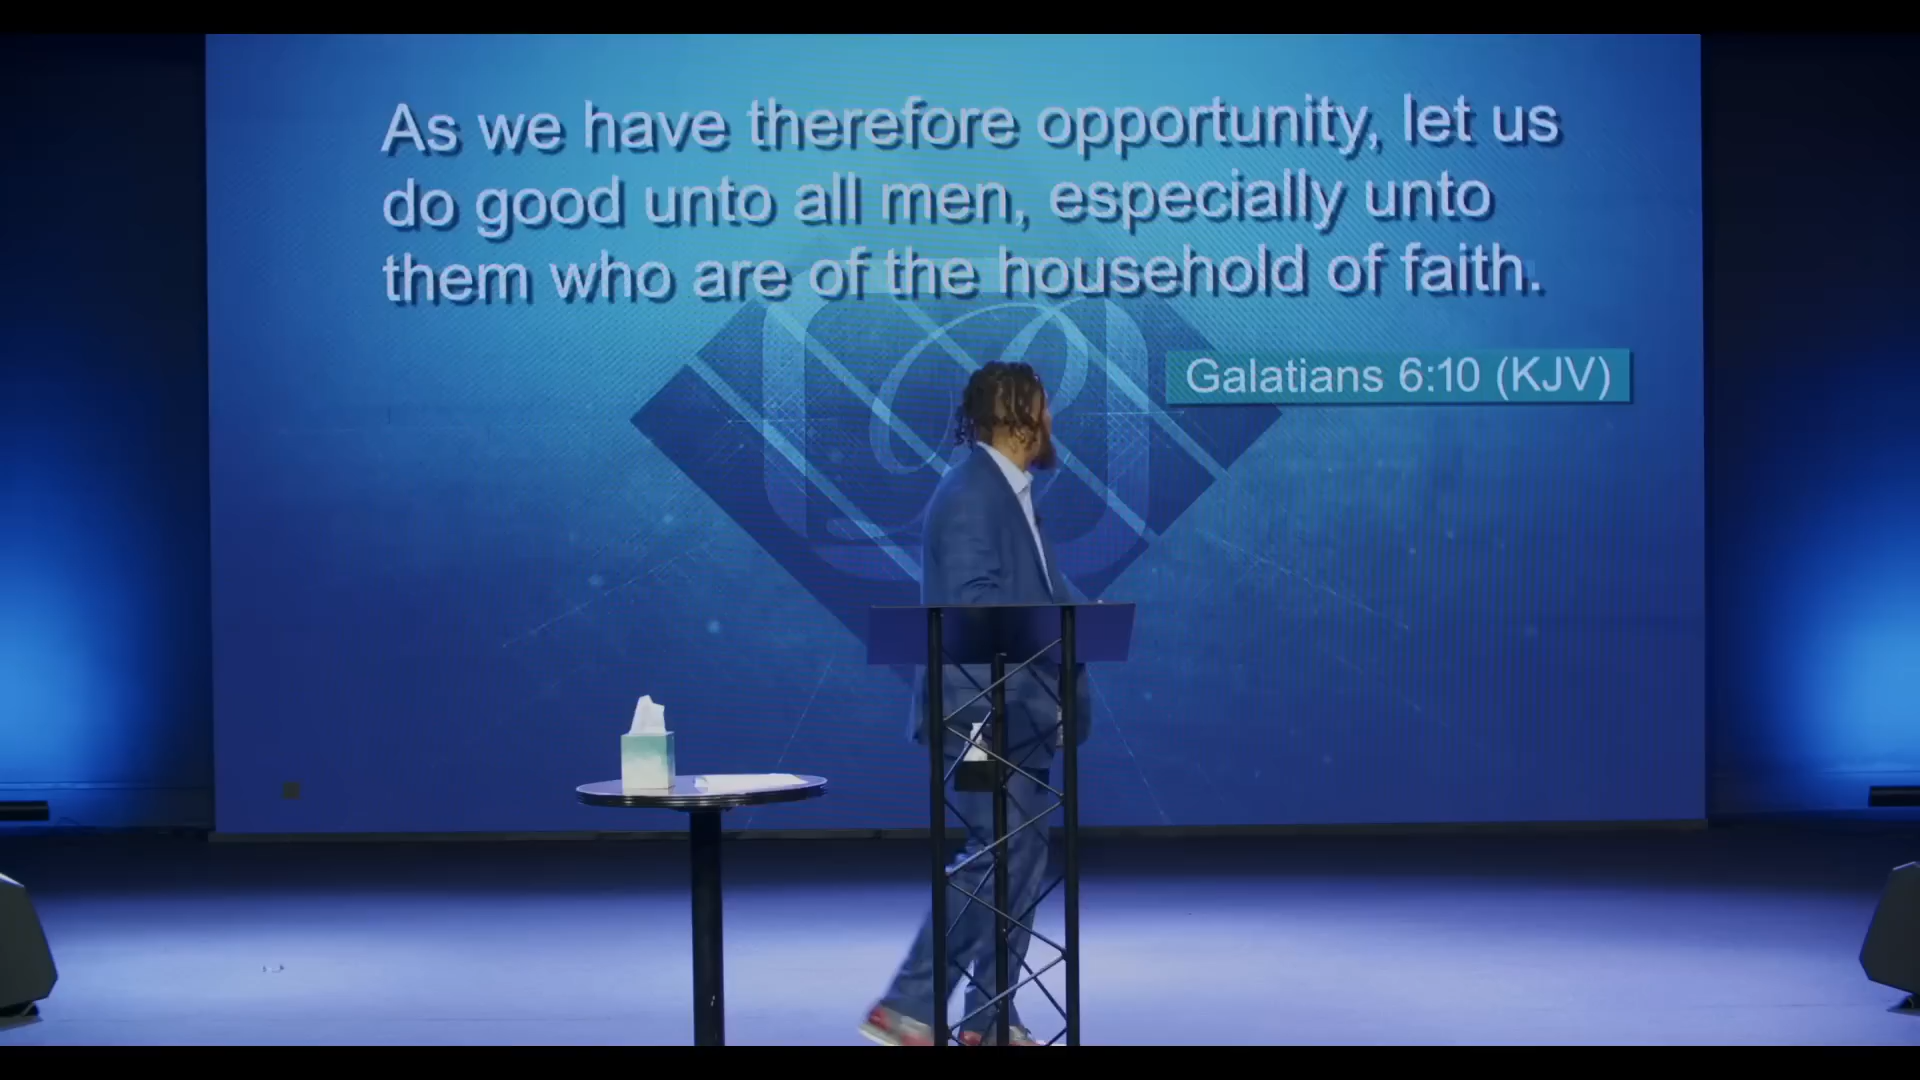 As we have therefore opportunity, let us
do good unto all men, especially unto
them who are of the household of faith.
Galatians 6:10 (KJV)